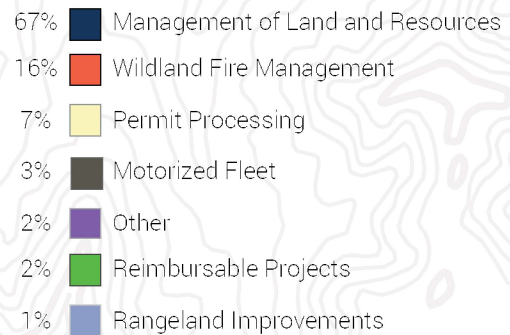 67% Management of Land and Resources
16% Wildland Fire Management
7% Permit Processing
3% Motorized Fleet
2% Other
2% Reimbursable Projects
1% Rangeland Improvements